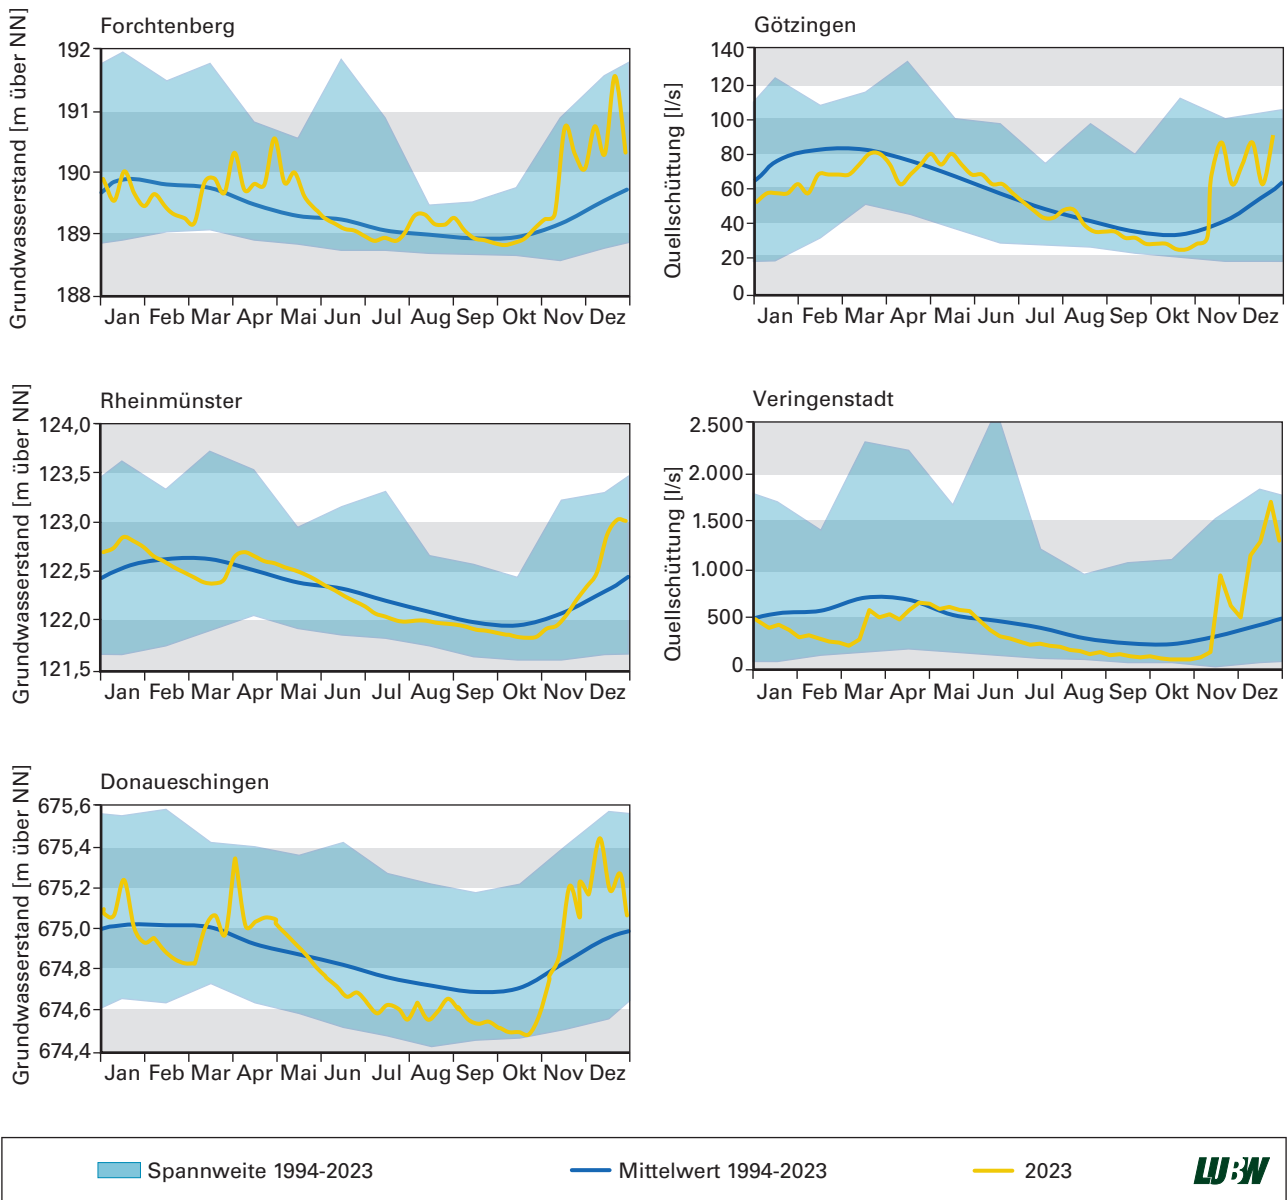 Forchtenberg
Grundwasserstand [m über NN]
192
191
190
189
188
Jan Feb Mar Apr Mai Jun Jul Aug Sep Okt Nov Dez
Götzingen
Quellschüttung [l/s]
140
120
100
80
60
40
20
0
Jan Feb Mar Apr Mai Jun Jul Aug Sep Okt Nov Dez
Rheinmünster
Grundwasserstand [m über NN]
124,0
123,5
123,0
122,5
122,0
121,5
Jan Feb Mar Apr Mai Jun Jul Aug Sep Okt Nov Dez
Veringenstadt
Quellschüttung [l/s]
2.500
2.000
1.500
1.000
500
0
Jan Feb Mar Apr Mai Jun Jul Aug Sep Okt Nov Dez
Donaueschingen
Grundwasserstand [m über NN]
675,6
675,4
675,2
675,0
674,8
674,6
674,4
Jan Feb Mar Apr Mai Jun Jul Aug Sep Okt Nov Dez
Spannweite 1994-2023 Mittelwert 1994-2023 2023 LUBW